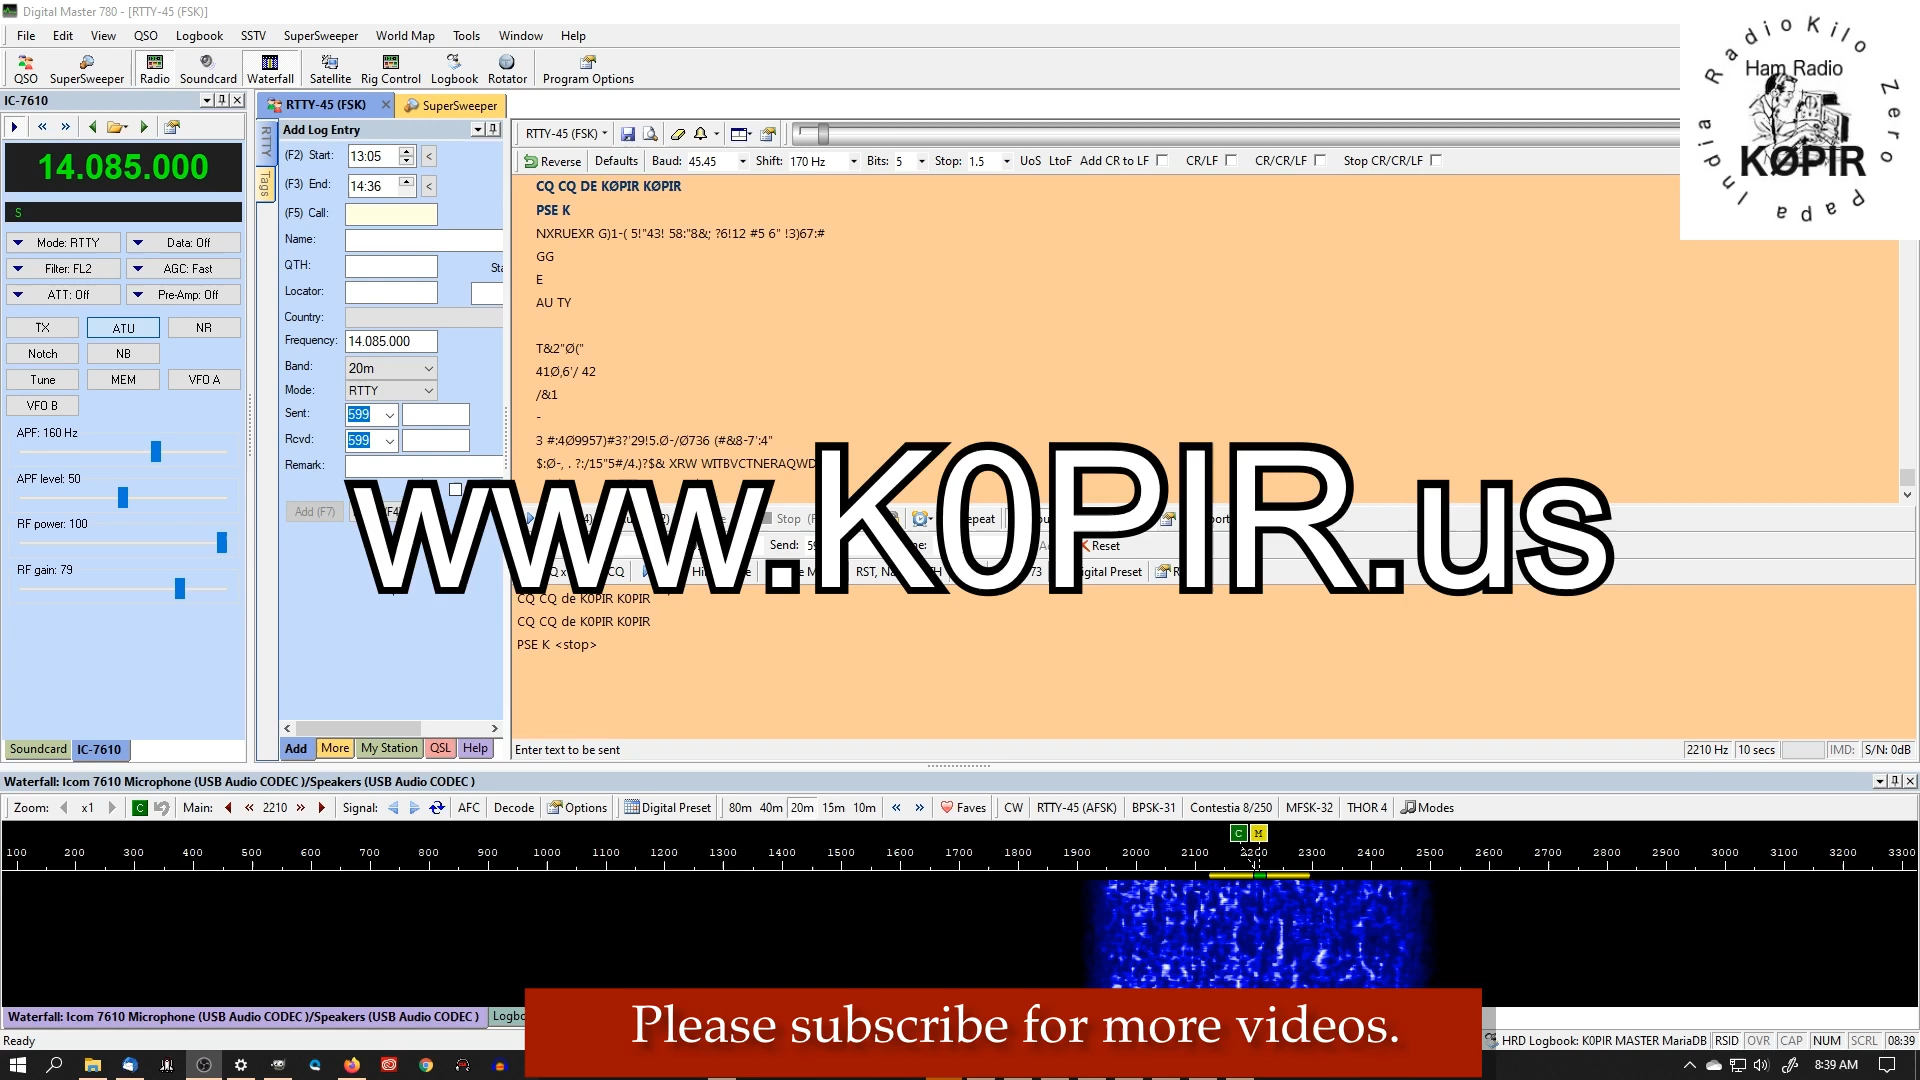 Digital Master 780 - [RTTY-45 (FSK)]
File Edit View QSO Logbook SSTV SuperSweeper World Map Tools Window Help
QSO SuperSweeper Radio Soundcard Waterfall Satellite Rig Control Logbook Rotator Program Options
Radio Kilo Zero Papa India
Ham Radio
KØPIR
IC-7610
RTTY-45 (FSK) SuperSweeper
14.085.000
S
Mode: RTTY Data: Off
Filter: FL2 AGC: Fast
ATT: Off Pre-Amp: Off
TX ATU NR
Notch NB
Tune MEM VFO A
VFO B
APF: 160 Hz
APF level: 50
RF power: 100
RF gain: 79
Soundcard IC-7610
RTTY
Tags
Add Log Entry
(F2) Start: 13:05 <
(F3) End: 14:36 <
(F5) Call:
Name:
QTH: Sta
Locator:
Country:
Frequency: 14.085.000
Band: 20m
Mode: RTTY
Sent: 599
Rcvd: 599
Remark:
Add (F7)
Add More My Station QSL Help
RTTY-45 (FSK)
Reverse Defaults Baud: 45.45 Shift: 170 Hz Bits: 5 Stop: 1.5 UoS LtoF Add CR to LF CR/LF CR/CR/LF Stop CR/CR/LF
CQ CQ DE KØPIR KØPIR
PSE K
NXRUEXR G)1-( 5!"43! 58:"8&; ?6!12 #5 6" !3)67:#
GG
E
AU TY
T&2"Ø("
41Ø,6'/ 42
/&1
-
3 #:4Ø9957)#3?'29!5.Ø-/Ø736 (#&8-7':4"
$:Ø-, . ?:/15"5#/4.)?$& XRW WITBVCTNERAQWD
www.K0PIR.us
Stop
Send: Reset
RST, 73 Digital Preset
CQ CQ de K0PIR K0PIR
CQ CQ de K0PIR K0PIR
PSE K <stop>
Enter text to be sent 2210 Hz 10 secs IMD: S/N: 0dB
Waterfall: Icom 7610 Microphone (USB Audio CODEC )/Speakers (USB Audio CODEC )
Zoom: x1 C Main: 2210 Signal: AFC Decode Options Digital Preset 80m 40m 20m 15m 10m Faves CW RTTY-45 (AFSK) BPSK-31 Contestia 8/250 MFSK-32 THOR 4 Modes
C M
100 200 300 400 500 600 700 800 900 1000 1100 1200 1300 1400 1500 1600 1700 1800 1900 2000 2100 2200 2300 2400 2500 2600 2700 2800 2900 3000 3100 3200 3300
Waterfall: Icom 7610 Microphone (USB Audio CODEC )/Speakers (USB Audio CODEC ) Logbo
Please subscribe for more videos.
Ready HRD Logbook: K0PIR MASTER MariaDB RSID OVR CAP NUM SCRL 08:39
8:39 AM